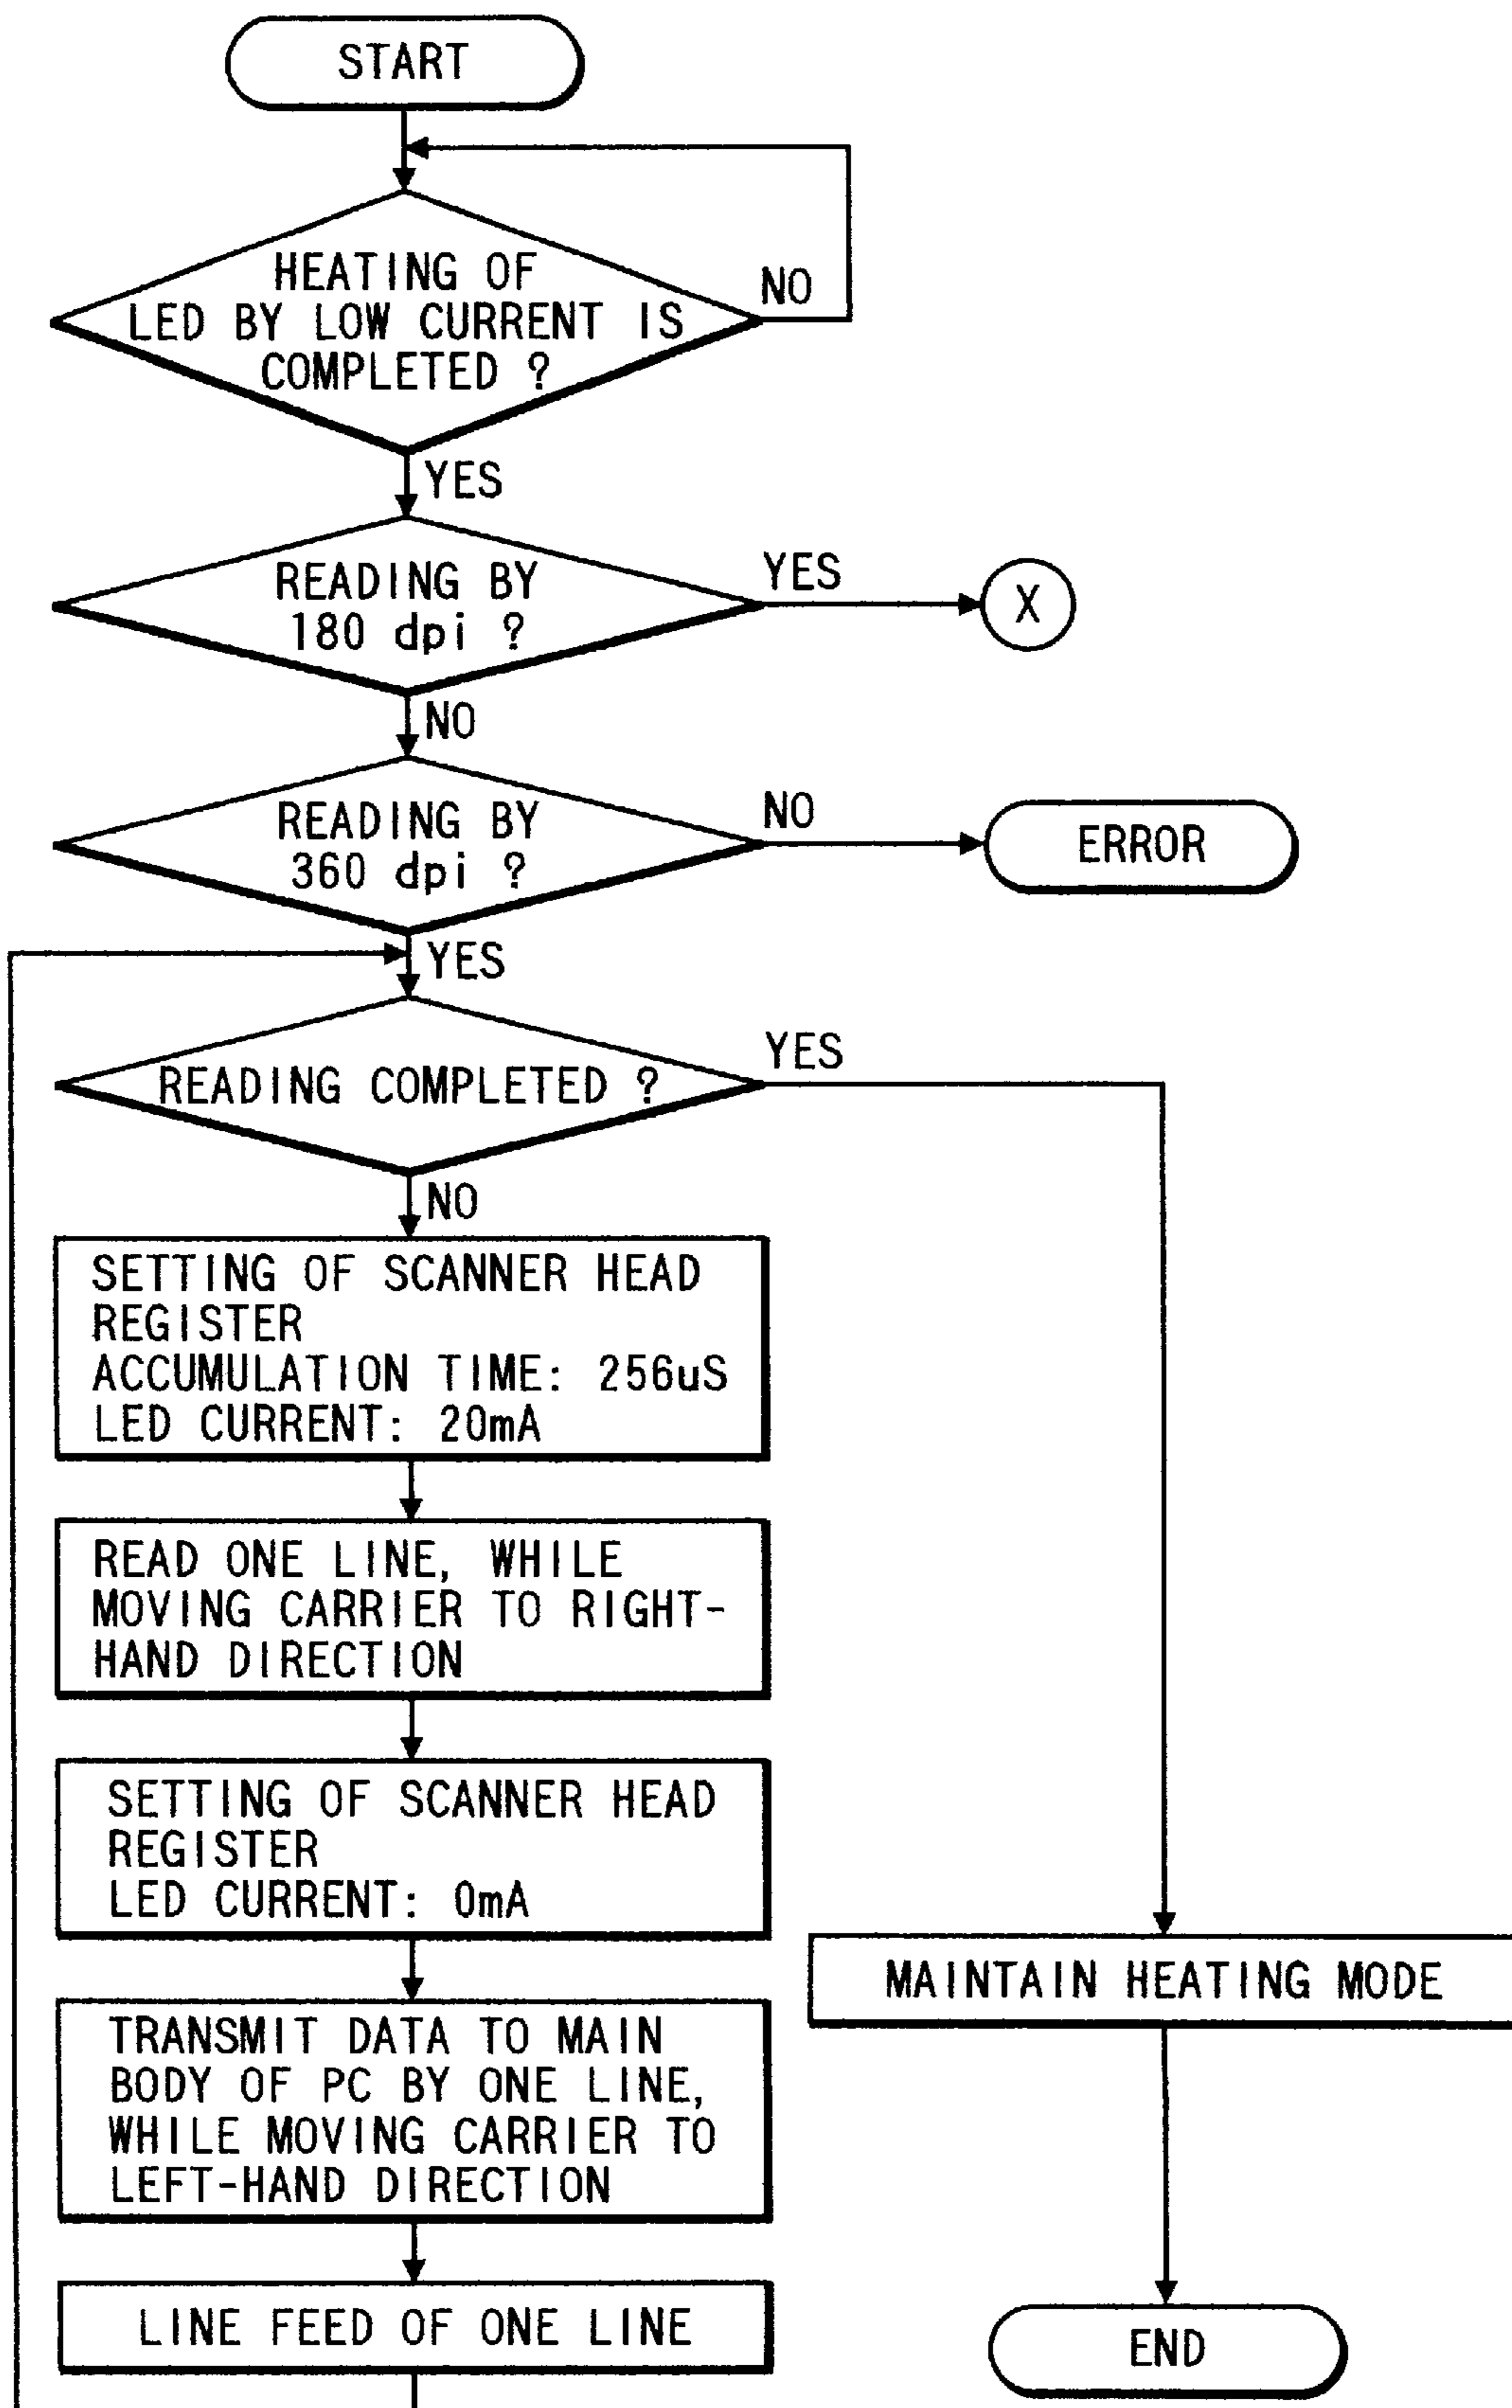 START
HEATING OF
LED BY LOW CURRENT IS
COMPLETED ?
NO
YES
READING BY
180 dpi ?
YES
X
NO
READING BY
360 dpi ?
NO
ERROR
YES
READING COMPLETED ?
YES
NO
SETTING OF SCANNER HEAD
REGISTER
ACCUMULATION TIME: 256uS
LED CURRENT: 20mA
READ ONE LINE, WHILE
MOVING CARRIER TO RIGHT-
HAND DIRECTION
SETTING OF SCANNER HEAD
REGISTER
LED CURRENT: 0mA
MAINTAIN HEATING MODE
TRANSMIT DATA TO MAIN
BODY OF PC BY ONE LINE,
WHILE MOVING CARRIER TO
LEFT-HAND DIRECTION
LINE FEED OF ONE LINE
END